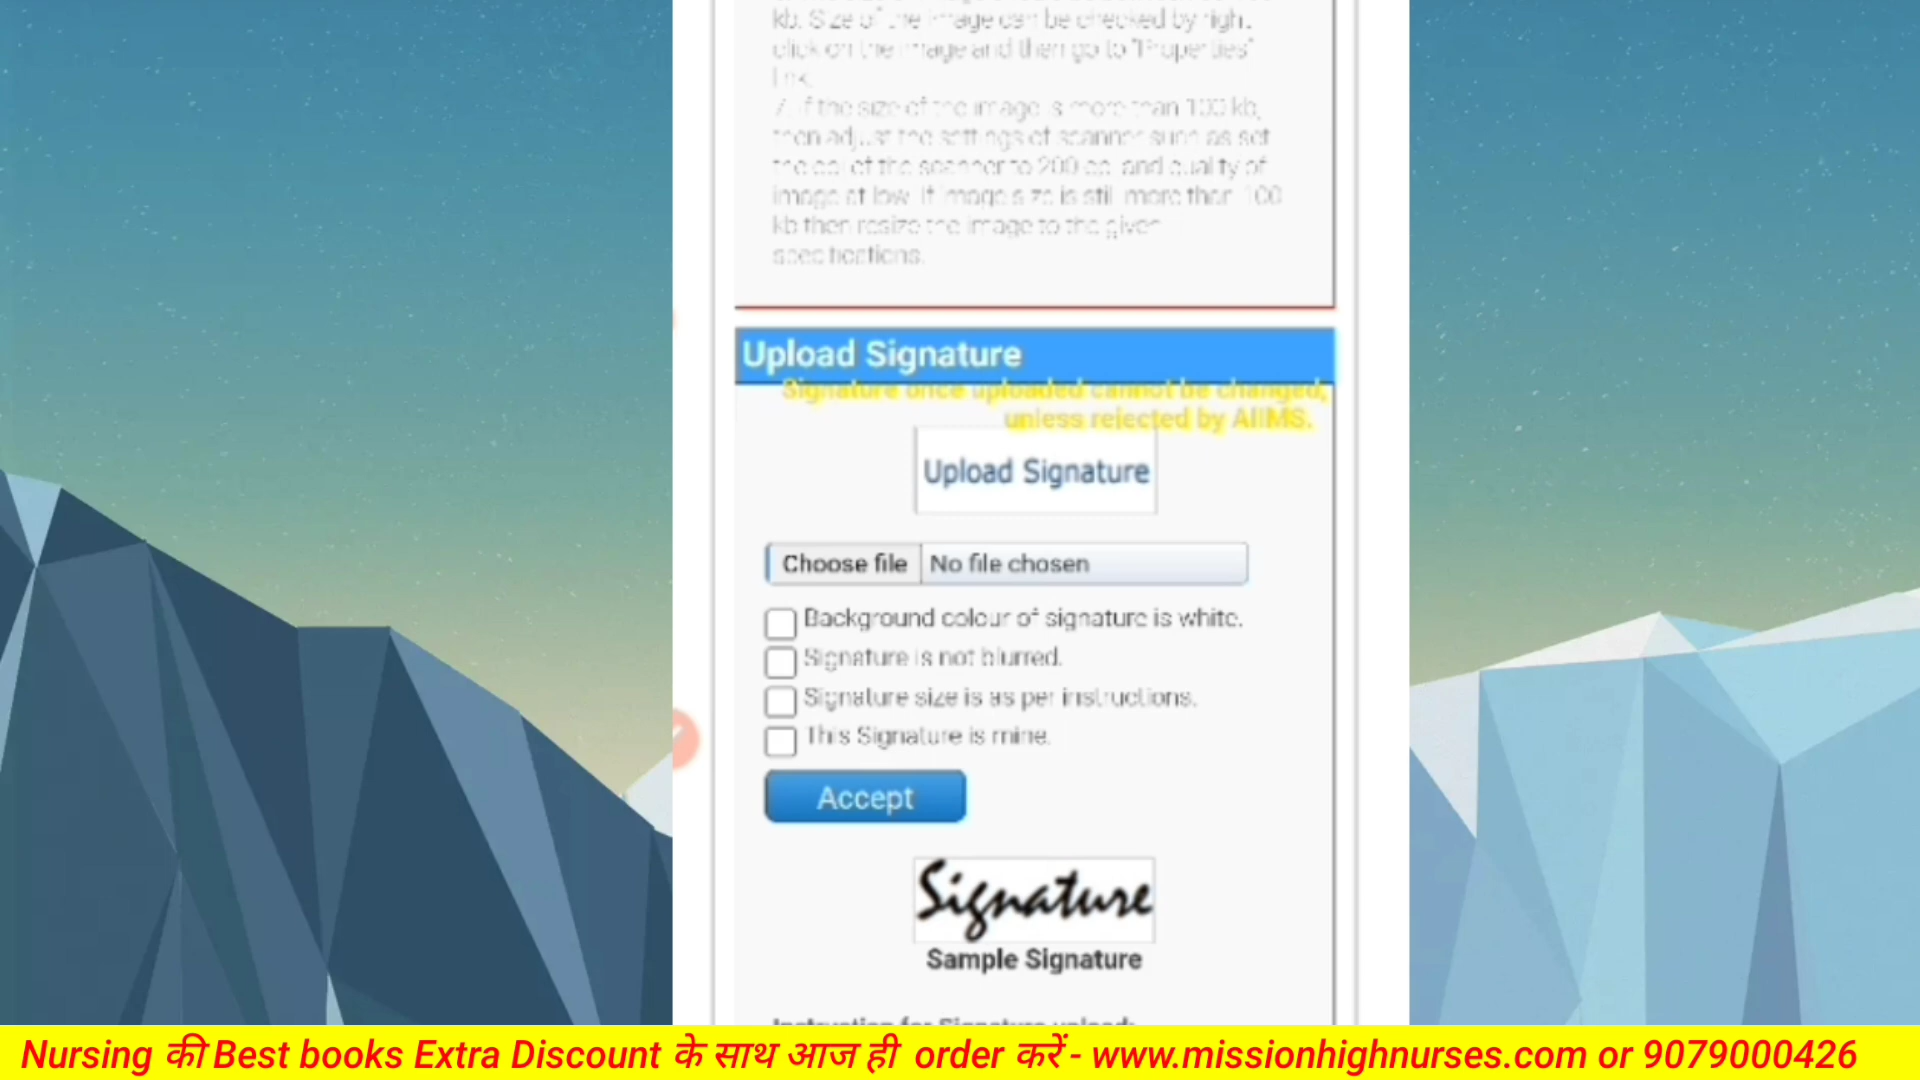 kb. Size of the image can be checked by right
click on the image and then go to "Properties"
link.
7. If the size of the image is more than 100 kb,
then adjust the settings of scanner such as set
the dpi of the scanner to 200 dpi and quality of
image at low. If image size is still more than 100
kb then resize the image to the given
specifications.
Upload Signature
Signature once uploaded cannot be changed,
unless rejected by AIIMS.
Upload Signature
Choose file No file chosen
Background colour of signature is white.
Signature is not blurred.
Signature size is as per instructions.
This Signature is mine.
Accept
Signature
Sample Signature
Instruction for Signature upload:
Nursing की Best books Extra Discount के साथ आज ही order करें - www.missionhighnurses.com or 9079000426